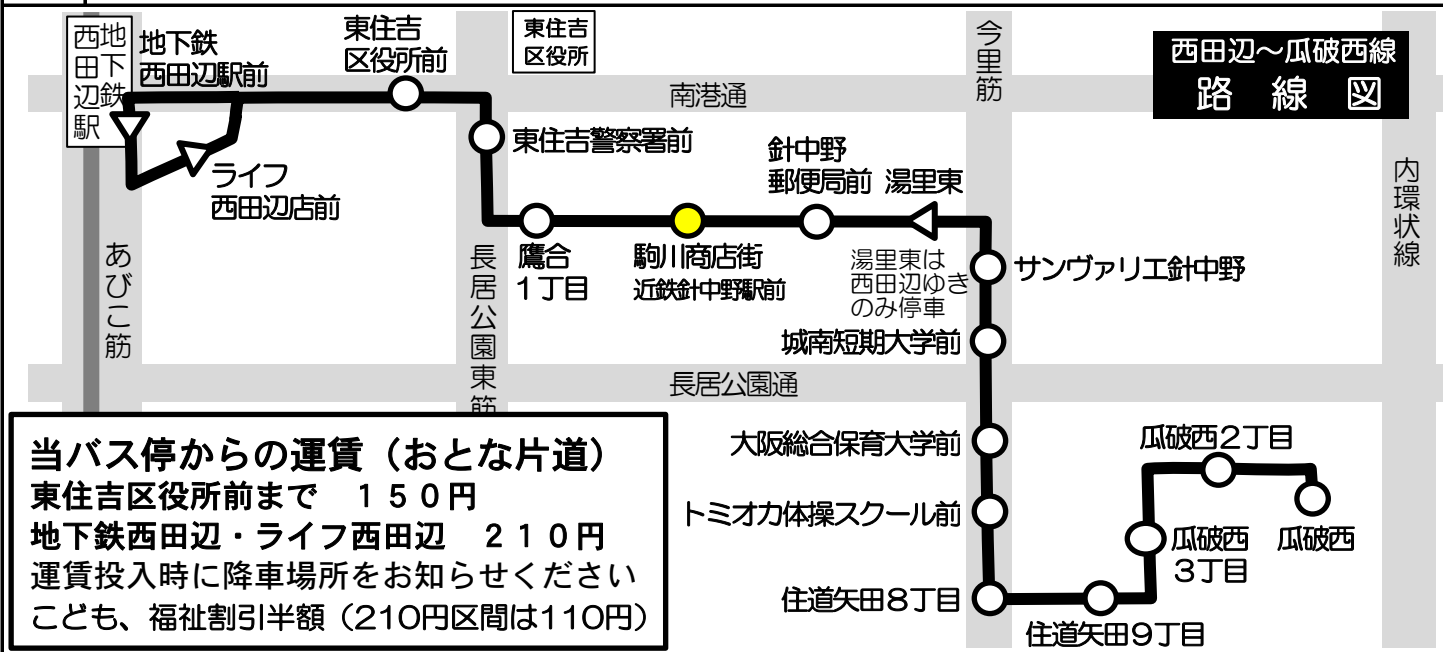 西田辺～瓜破西線
路線図
地下鉄
西田辺駅
地下鉄
西田辺駅前
東住吉
区役所前
東住吉
区役所
今里筋
南港通
内環状線
東住吉警察署前
ライフ
西田辺店前
針中野
郵便局前
湯里東
あびこ筋
長居公園東筋
鷹合
1丁目
駒川商店街
近鉄針中野駅前
湯里東は
西田辺ゆき
のみ停車
サンヴァリエ針中野
城南短期大学前
長居公園通
大阪総合保育大学前
トミオカ体操スクール前
住道矢田8丁目
住道矢田9丁目
瓜破西
3丁目
瓜破西2丁目
瓜破西
当バス停からの運賃（おとな片道）
東住吉区役所前まで　１５０円
地下鉄西田辺・ライフ西田辺　２１０円
運賃投入時に降車場所をお知らせください
こども、福祉割引半額（210円区間は110円）